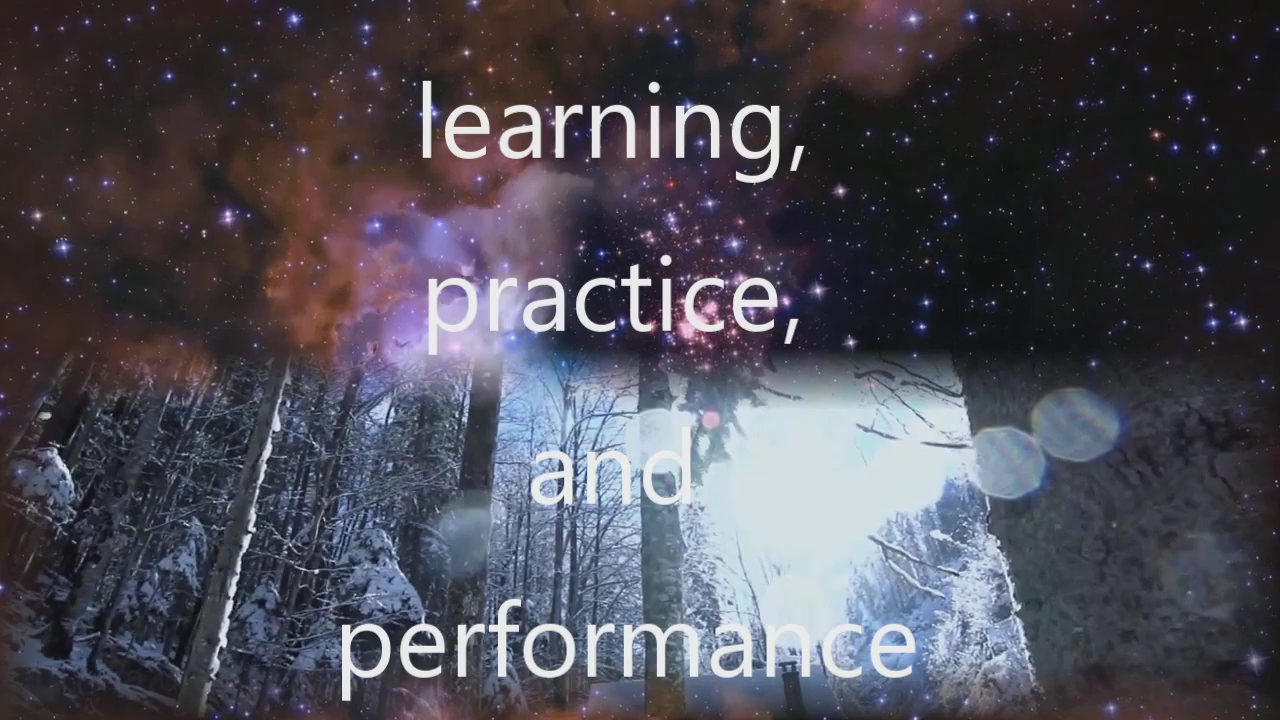 learning,
practice,
and
performance